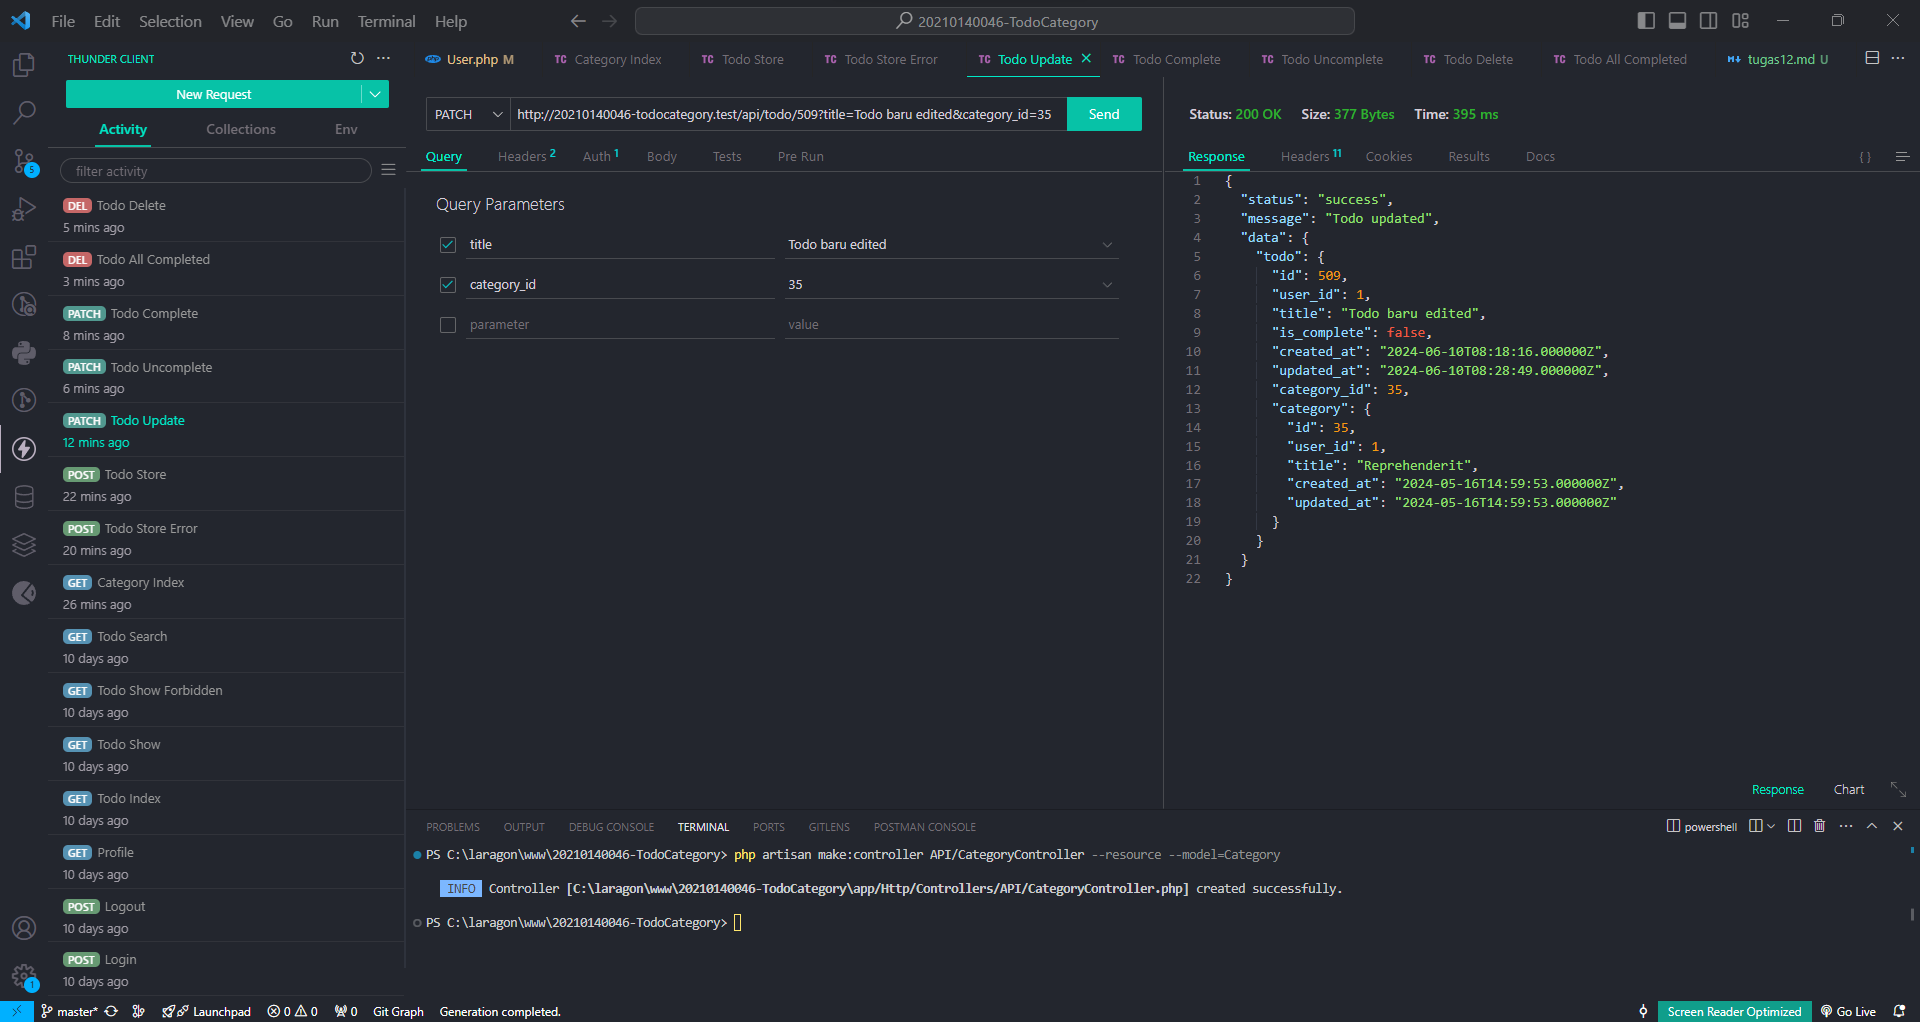 File Edit Selection View Go Run Terminal Help
20210140046-TodoCategory
THUNDER CLIENT
New Request
Activity Collections Env
filter activity
DEL Todo Delete
5 mins ago
DEL Todo All Completed
3 mins ago
PATCH Todo Complete
8 mins ago
PATCH Todo Uncomplete
6 mins ago
PATCH Todo Update
12 mins ago
POST Todo Store
22 mins ago
POST Todo Store Error
20 mins ago
GET Category Index
26 mins ago
GET Todo Search
10 days ago
GET Todo Show Forbidden
10 days ago
GET Todo Show
10 days ago
GET Todo Index
10 days ago
GET Profile
10 days ago
POST Logout
10 days ago
POST Login
10 days ago
5
1
php User.php M TC Category Index TC Todo Store TC Todo Store Error TC Todo Update TC Todo Complete TC Todo Uncomplete TC Todo Delete TC Todo All Completed tugas12.md U
PATCH http://20210140046-todocategory.test/api/todo/509?title=Todo baru edited&category_id=35 Send
Query Headers 2 Auth 1 Body Tests Pre Run
Query Parameters
title Todo baru edited
category_id 35
parameter value
Status: 200 OK Size: 377 Bytes Time: 395 ms
Response Headers 11 Cookies Results Docs { }
1 {
2 "status": "success",
3 "message": "Todo updated",
4 "data": {
5 "todo": {
6 "id": 509,
7 "user_id": 1,
8 "title": "Todo baru edited",
9 "is_complete": false,
10 "created_at": "2024-06-10T08:18:16.000000Z",
11 "updated_at": "2024-06-10T08:28:49.000000Z",
12 "category_id": 35,
13 "category": {
14 "id": 35,
15 "user_id": 1,
16 "title": "Reprehenderit",
17 "created_at": "2024-05-16T14:59:53.000000Z",
18 "updated_at": "2024-05-16T14:59:53.000000Z"
19 }
20 }
21 }
22 }
Response Chart
PROBLEMS OUTPUT DEBUG CONSOLE TERMINAL PORTS GITLENS POSTMAN CONSOLE
powershell
PS C:\laragon\www\20210140046-TodoCategory> php artisan make:controller API/CategoryController --resource --model=Category
INFO Controller [C:\laragon\www\20210140046-TodoCategory\app/Http/Controllers/API/CategoryController.php] created successfully.
PS C:\laragon\www\20210140046-TodoCategory>
master* Launchpad 0 0 0 Git Graph Generation completed.
Screen Reader Optimized Go Live